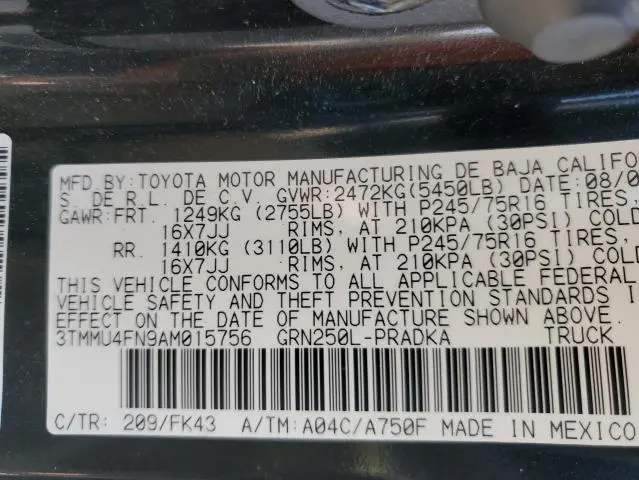 MFD.BY:TOYOTA MOTOR MANUFACTURING DE BAJA CALIFO
S. DE R.L. DE C.V. GVWR:2472KG(5450LB) DATE:08/0
GAWR:FRT. 1249KG (2755LB) WITH P245/75R16 TIRES,
16X7JJ RIMS, AT 210KPA (30PSI) COLD
RR. 1410KG (3110LB) WITH P245/75R16 TIRES,
16X7JJ RIMS, AT 210KPA (30PSI) COLD
THIS VEHICLE CONFORMS TO ALL APPLICABLE FEDERAL
VEHICLE SAFETY AND THEFT PREVENTION STANDARDS I
EFFECT ON THE DATE OF MANUFACTURE SHOWN ABOVE.
3TMMU4FN9AM015756 GRN250L-PRADKA TRUCK
C/TR: 209/FK43 A/TM:A04C/A750F MADE IN MEXICO